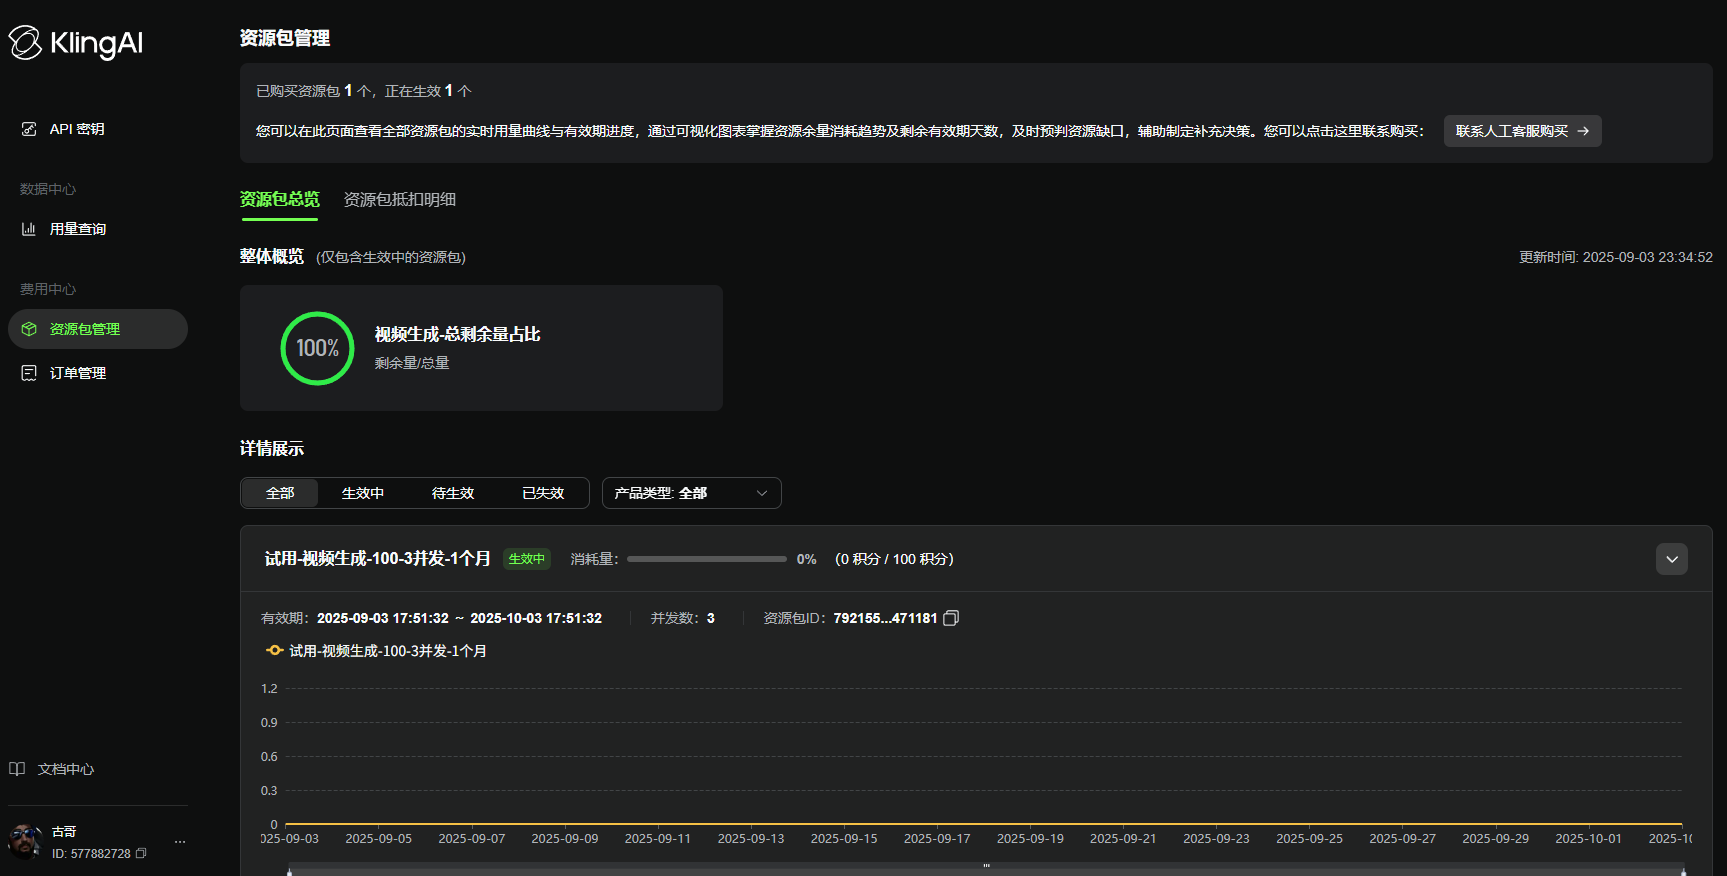 KlingAI
API 密钥
数据中心
用量查询
费用中心
资源包管理
订单管理
文档中心
古哥
ID: 577882728
资源包管理
已购买资源包 1 个，正在生效 1 个
您可以在此页面查看全部资源包的实时用量曲线与有效期进度，通过可视化图表掌握资源余量消耗趋势及剩余有效期天数，及时预判资源缺口，辅助制定补充决策。您可以点击这里联系购买： 联系人工客服购买 →
资源包总览 资源包抵扣明细
整体概览 (仅包含生效中的资源包) 更新时间: 2025-09-03 23:34:52
100%
视频生成-总剩余量占比
剩余量/总量
详情展示
全部 生效中 待生效 已失效 产品类型: 全部
试用-视频生成-100-3并发-1个月 生效中 消耗量： 0% (0 积分 / 100 积分)
有效期： 2025-09-03 17:51:32 ~ 2025-10-03 17:51:32 并发数： 3 资源包ID： 792155...471181
试用-视频生成-100-3并发-1个月
1.2
0.9
0.6
0.3
0
025-09-03 2025-09-05 2025-09-07 2025-09-09 2025-09-11 2025-09-13 2025-09-15 2025-09-17 2025-09-19 2025-09-21 2025-09-23 2025-09-25 2025-09-27 2025-09-29 2025-10-01 2025-10